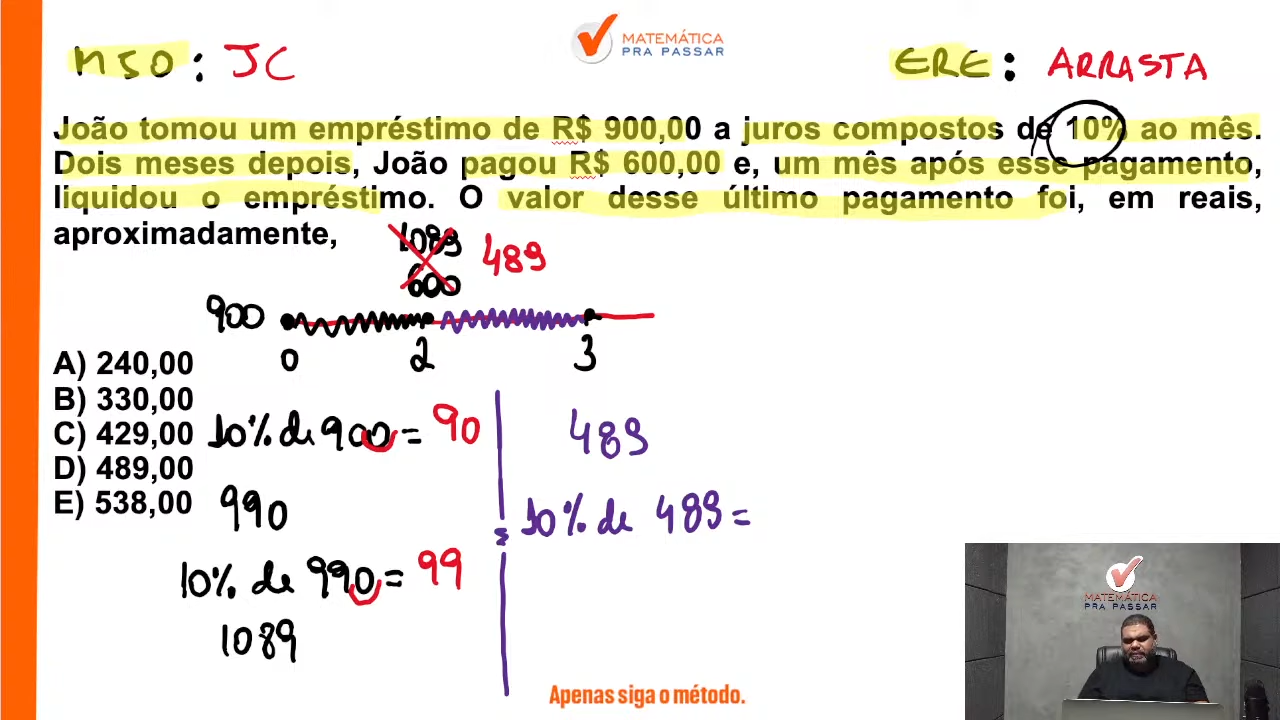 MATEMÁTICA
PRA PASSAR
MSO : JC
ERE : ARRASTA
João tomou um empréstimo de R$ 900,00 a juros compostos de 10% ao mês.
Dois meses depois, João pagou R$ 600,00 e, um mês após esse pagamento,
liquidou o empréstimo. O valor desse último pagamento foi, em reais,
aproximadamente,
1089
600
489
900
0 2 3
A) 240,00
B) 330,00
C) 429,00
D) 489,00
E) 538,00
10% de 900 = 90
990
10% de 990 = 99
1089
489
10% de 489 =
MATEMÁTICA
PRA PASSAR
Apenas siga o método.